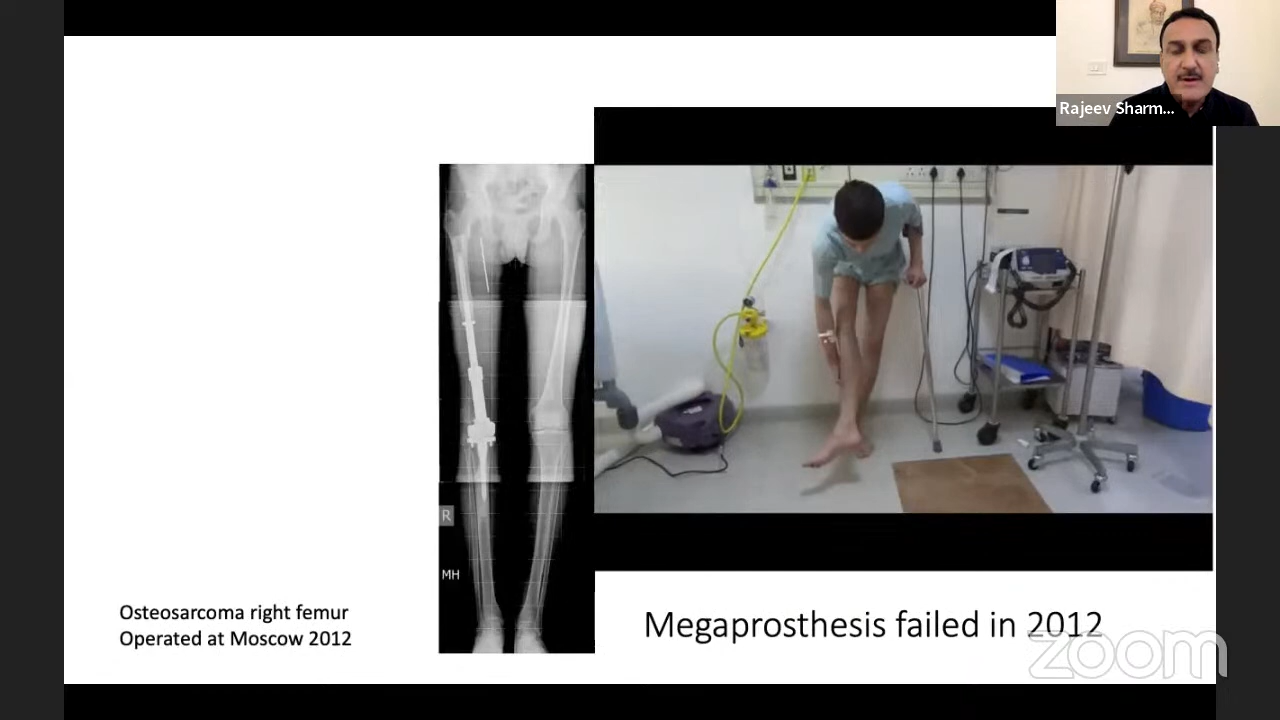 Rajeev Sharm...
R
MH
Osteosarcoma right femur
Operated at Moscow 2012
Megaprosthesis failed in 2012
zoom